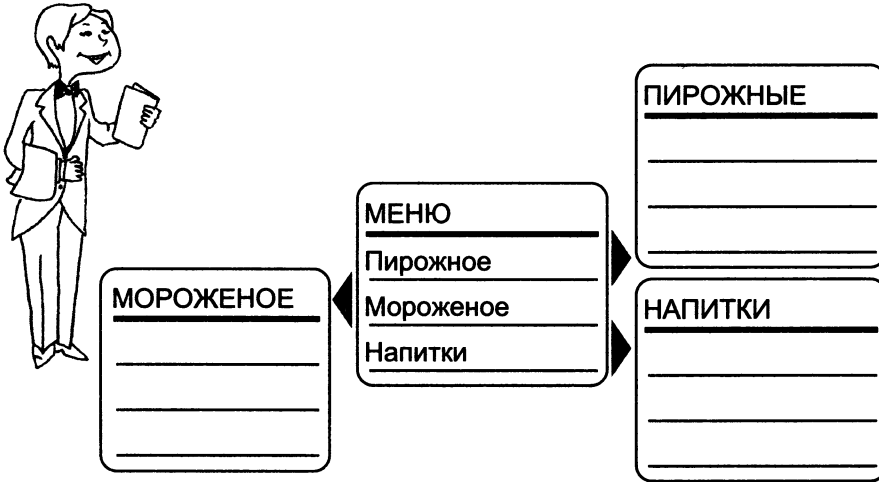 ПИРОЖНЫЕ
МЕНЮ
Пирожное
Мороженое
Напитки
МОРОЖЕНОЕ
НАПИТКИ